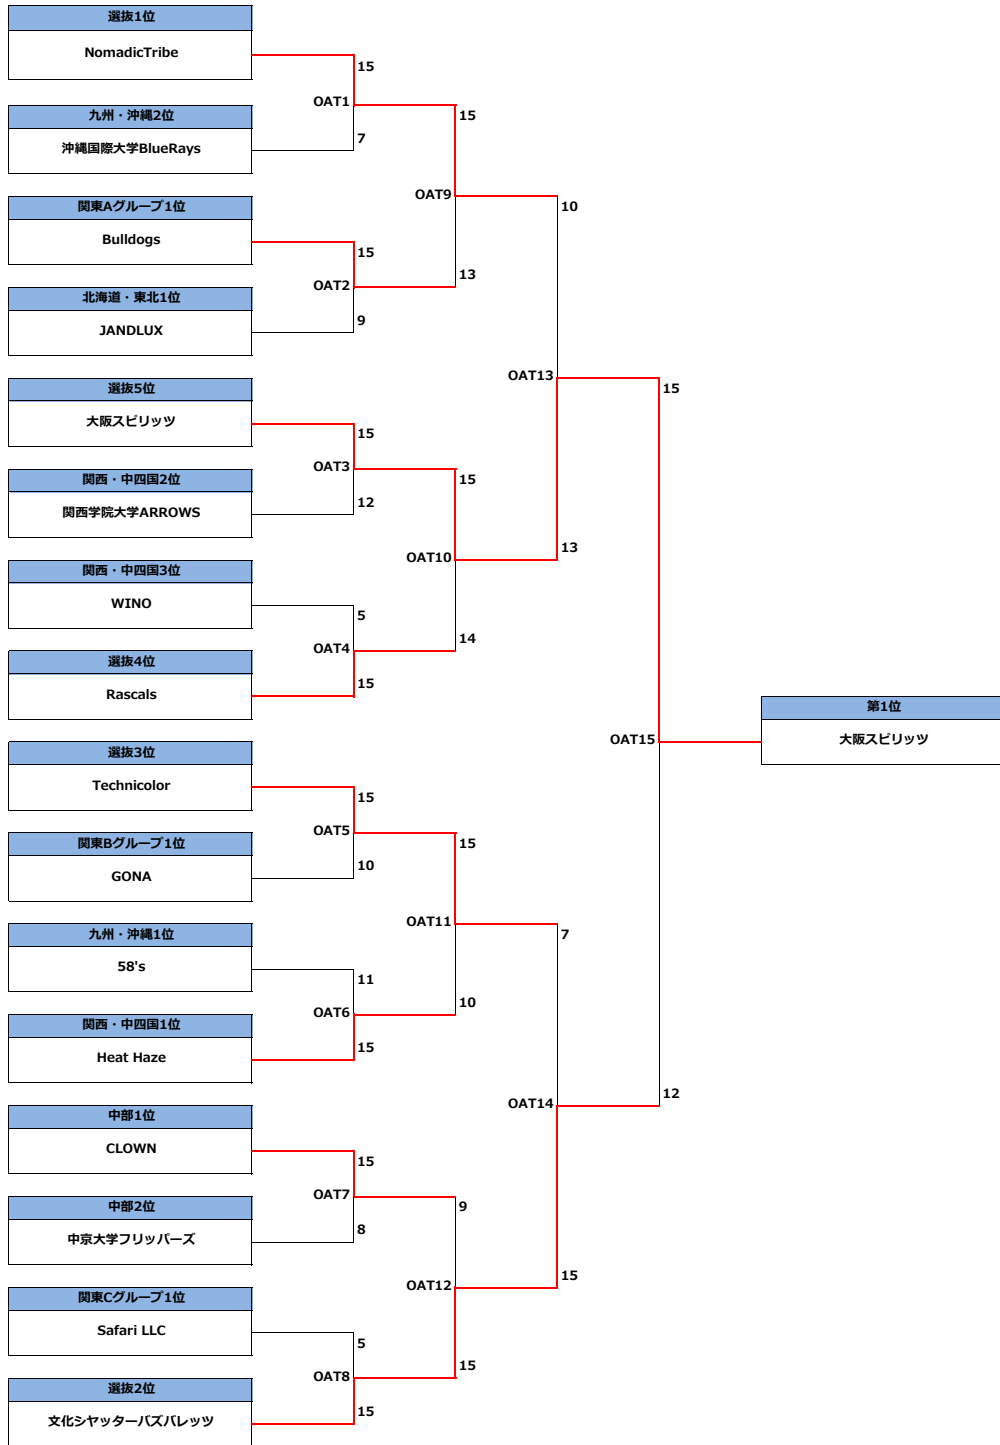 選抜1位
NomadicTribe
15
OAT1
九州・沖縄2位
15
7
沖縄国際大学BlueRays
OAT9
関東Aグループ1位
10
Bulldogs
15
13
OAT2
北海道・東北1位
9
JANDLUX
OAT13
選抜5位
15
大阪スピリッツ
15
OAT3
関西・中四国2位
15
12
関西学院大学ARROWS
13
OAT10
関西・中四国3位
WINO
5
14
OAT4
選抜4位
15
Rascals
第1位
OAT15
大阪スピリッツ
選抜3位
Technicolor
15
OAT5
関東Bグループ1位
15
10
GONA
OAT11
九州・沖縄1位
7
58's
11
10
OAT6
関西・中四国1位
15
Heat Haze
12
OAT14
中部1位
CLOWN
15
OAT7
中部2位
9
8
中京大学フリッパーズ
15
OAT12
関東Cグループ1位
Safari LLC
5
15
OAT8
選抜2位
15
文化シヤッターバズバレッツ